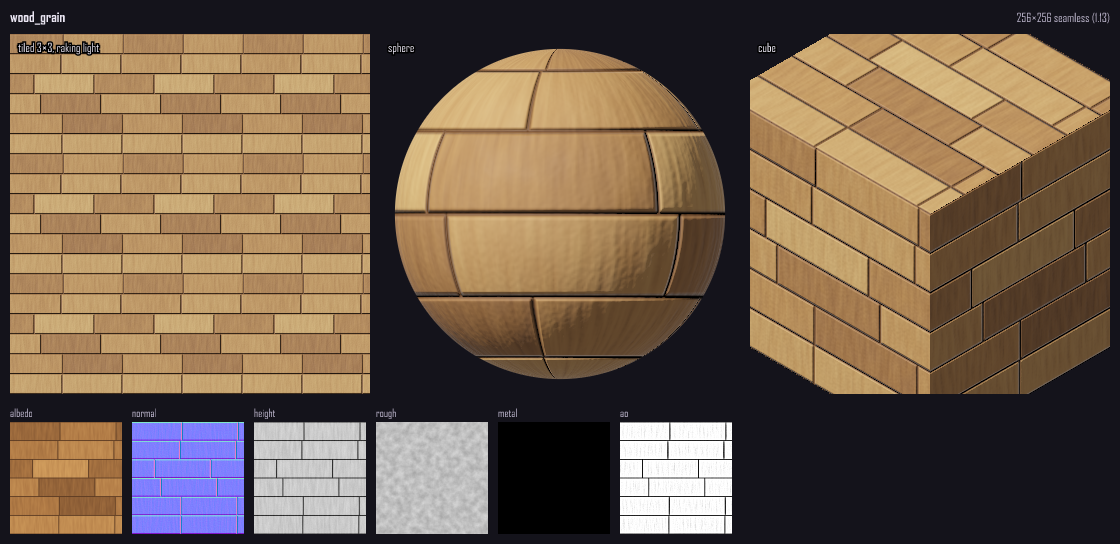 wood_grain
256×256 seamless (1.13)
tiled 3×3, raking light
sphere
cube
albedo
normal
height
rough
metal
ao